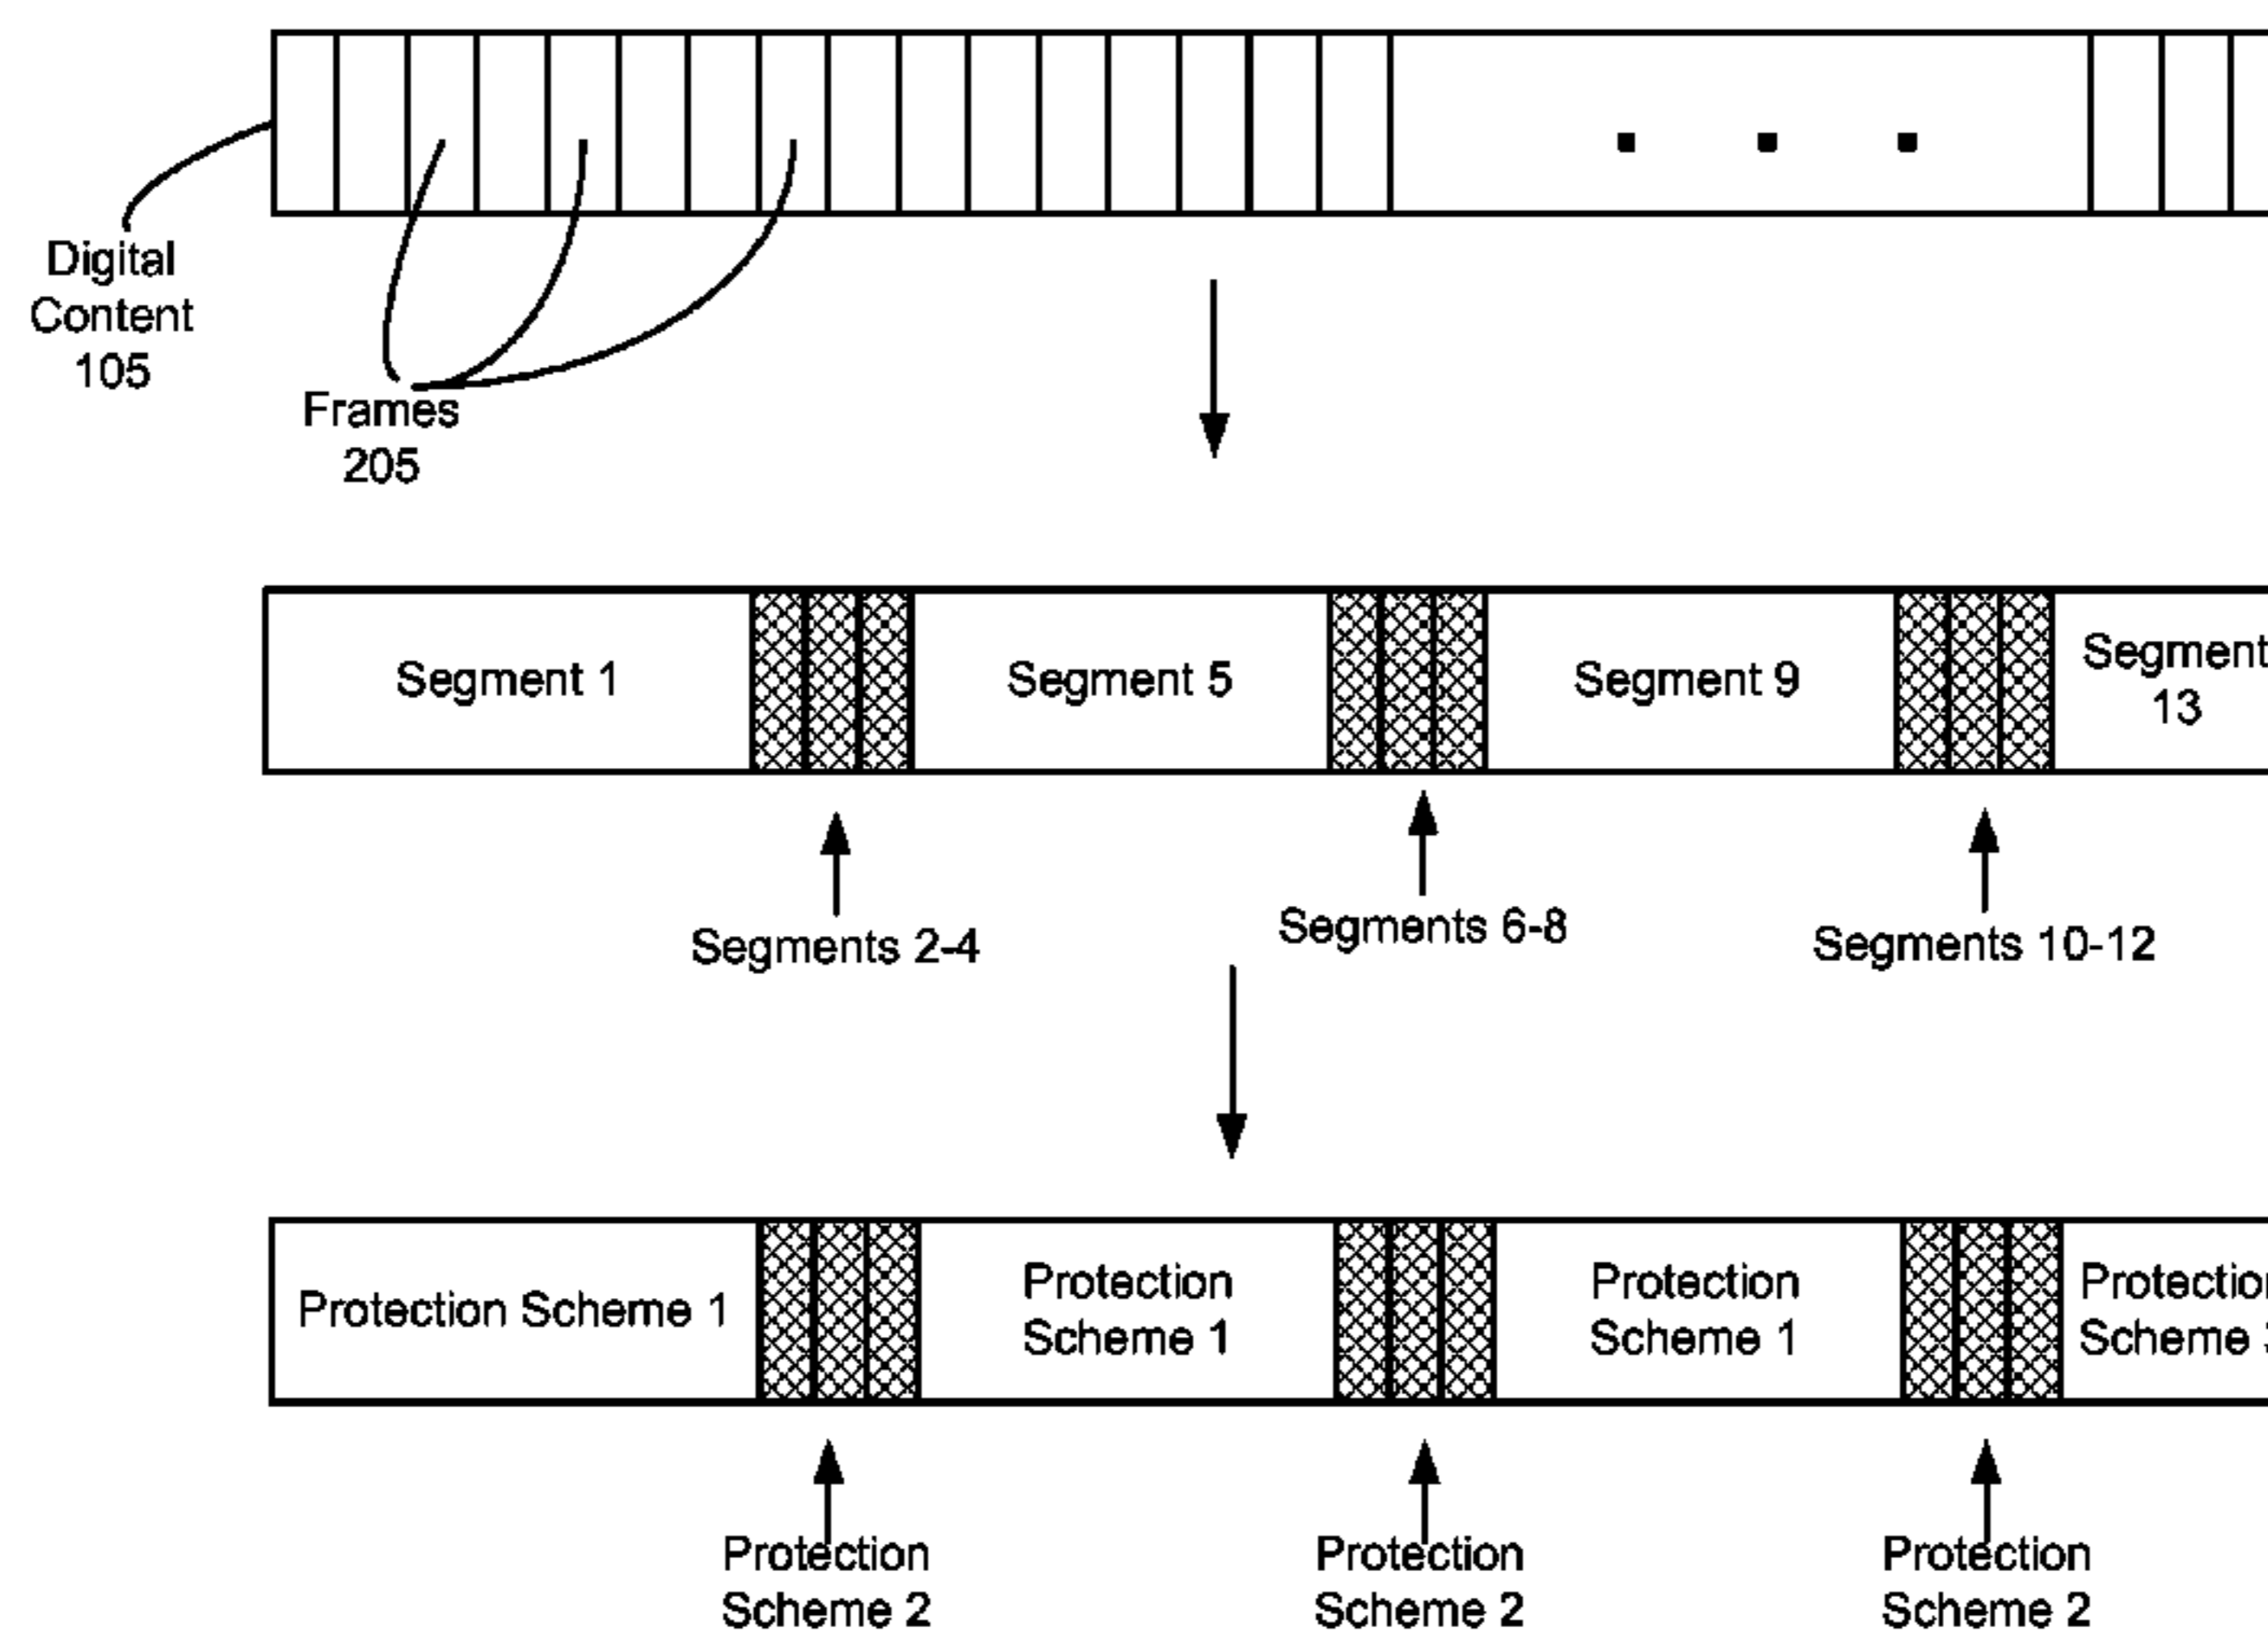 Digital
Content
105
Frames
205
Segment 1
Segment 5
Segment 9
Segment
13
Segments 2-4
Segments 6-8
Segments 10-12
Protection Scheme 1
Protection
Scheme 1
Protection
Scheme 1
Scheme
Protection
Scheme 2
Protection
Scheme 2
Protection
Scheme 2